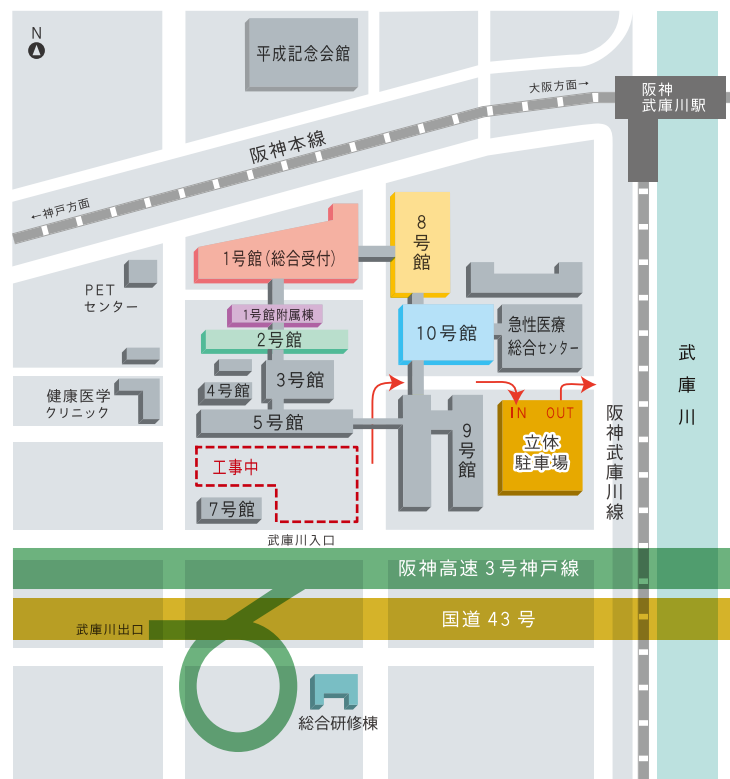 N
平成記念会館
大阪方面→
阪神
武庫川駅
阪神本線
←神戸方面
8号館
1号館(総合受付)
PET
センター
1号館附属棟
2号館
10号館
急性医療
総合センター
3号館
4号館
健康医学
クリニック
5号館
9号館
IN OUT
立体
駐車場
工事中
7号館
武庫川
阪神武庫川線
武庫川入口
阪神高速3号神戸線
国道43号
武庫川出口
総合研修棟